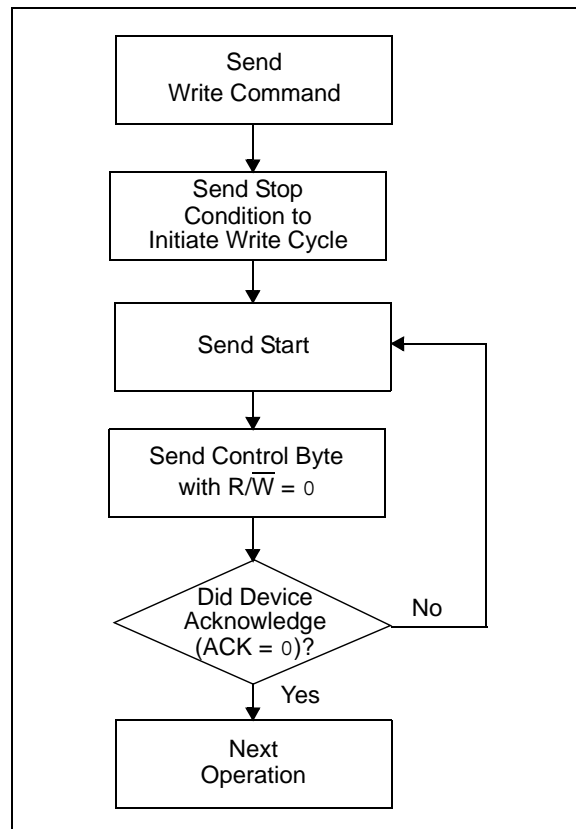 Send
Write Command
Send Stop
Condition to
Initiate Write Cycle
Send Start
Send Control Byte
with R/W̅ = 0
Did Device
Acknowledge
(ACK = 0)?
No
Yes
Next
Operation